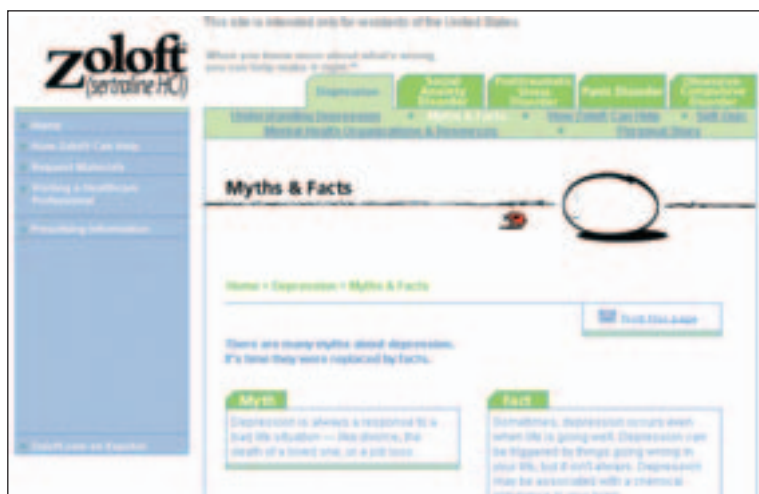 This site is intended only for residents of the United States
Zoloft®
(sertraline HCl)
When you know more about what's wrong,
you can help make it right.℠
Depression
Social
Anxiety
Disorder
Posttraumatic
Stress
Disorder
Panic Disorder
Obsessive-
Compulsive
Disorder
Understanding Depression • Myths & Facts • How Zoloft Can Help • Self Quiz
Mental Health Organizations & Resources • Personal Story
Home
How Zoloft Can Help
Request Materials
Visiting a Healthcare
Professional
Prescribing Information
Zoloft.com en Español
Myths & Facts
Home > Depression > Myths & Facts
Print this page
There are many myths about depression.
It's time they were replaced by facts.
Myth
Depression is always a response to a
bad life situation — like divorce, the
death of a loved one, or a job loss.
Fact
Sometimes, depression occurs even
when life is going well. Depression can
be triggered by things going wrong in
your life, but it isn't always. Depression
may be associated with a chemical